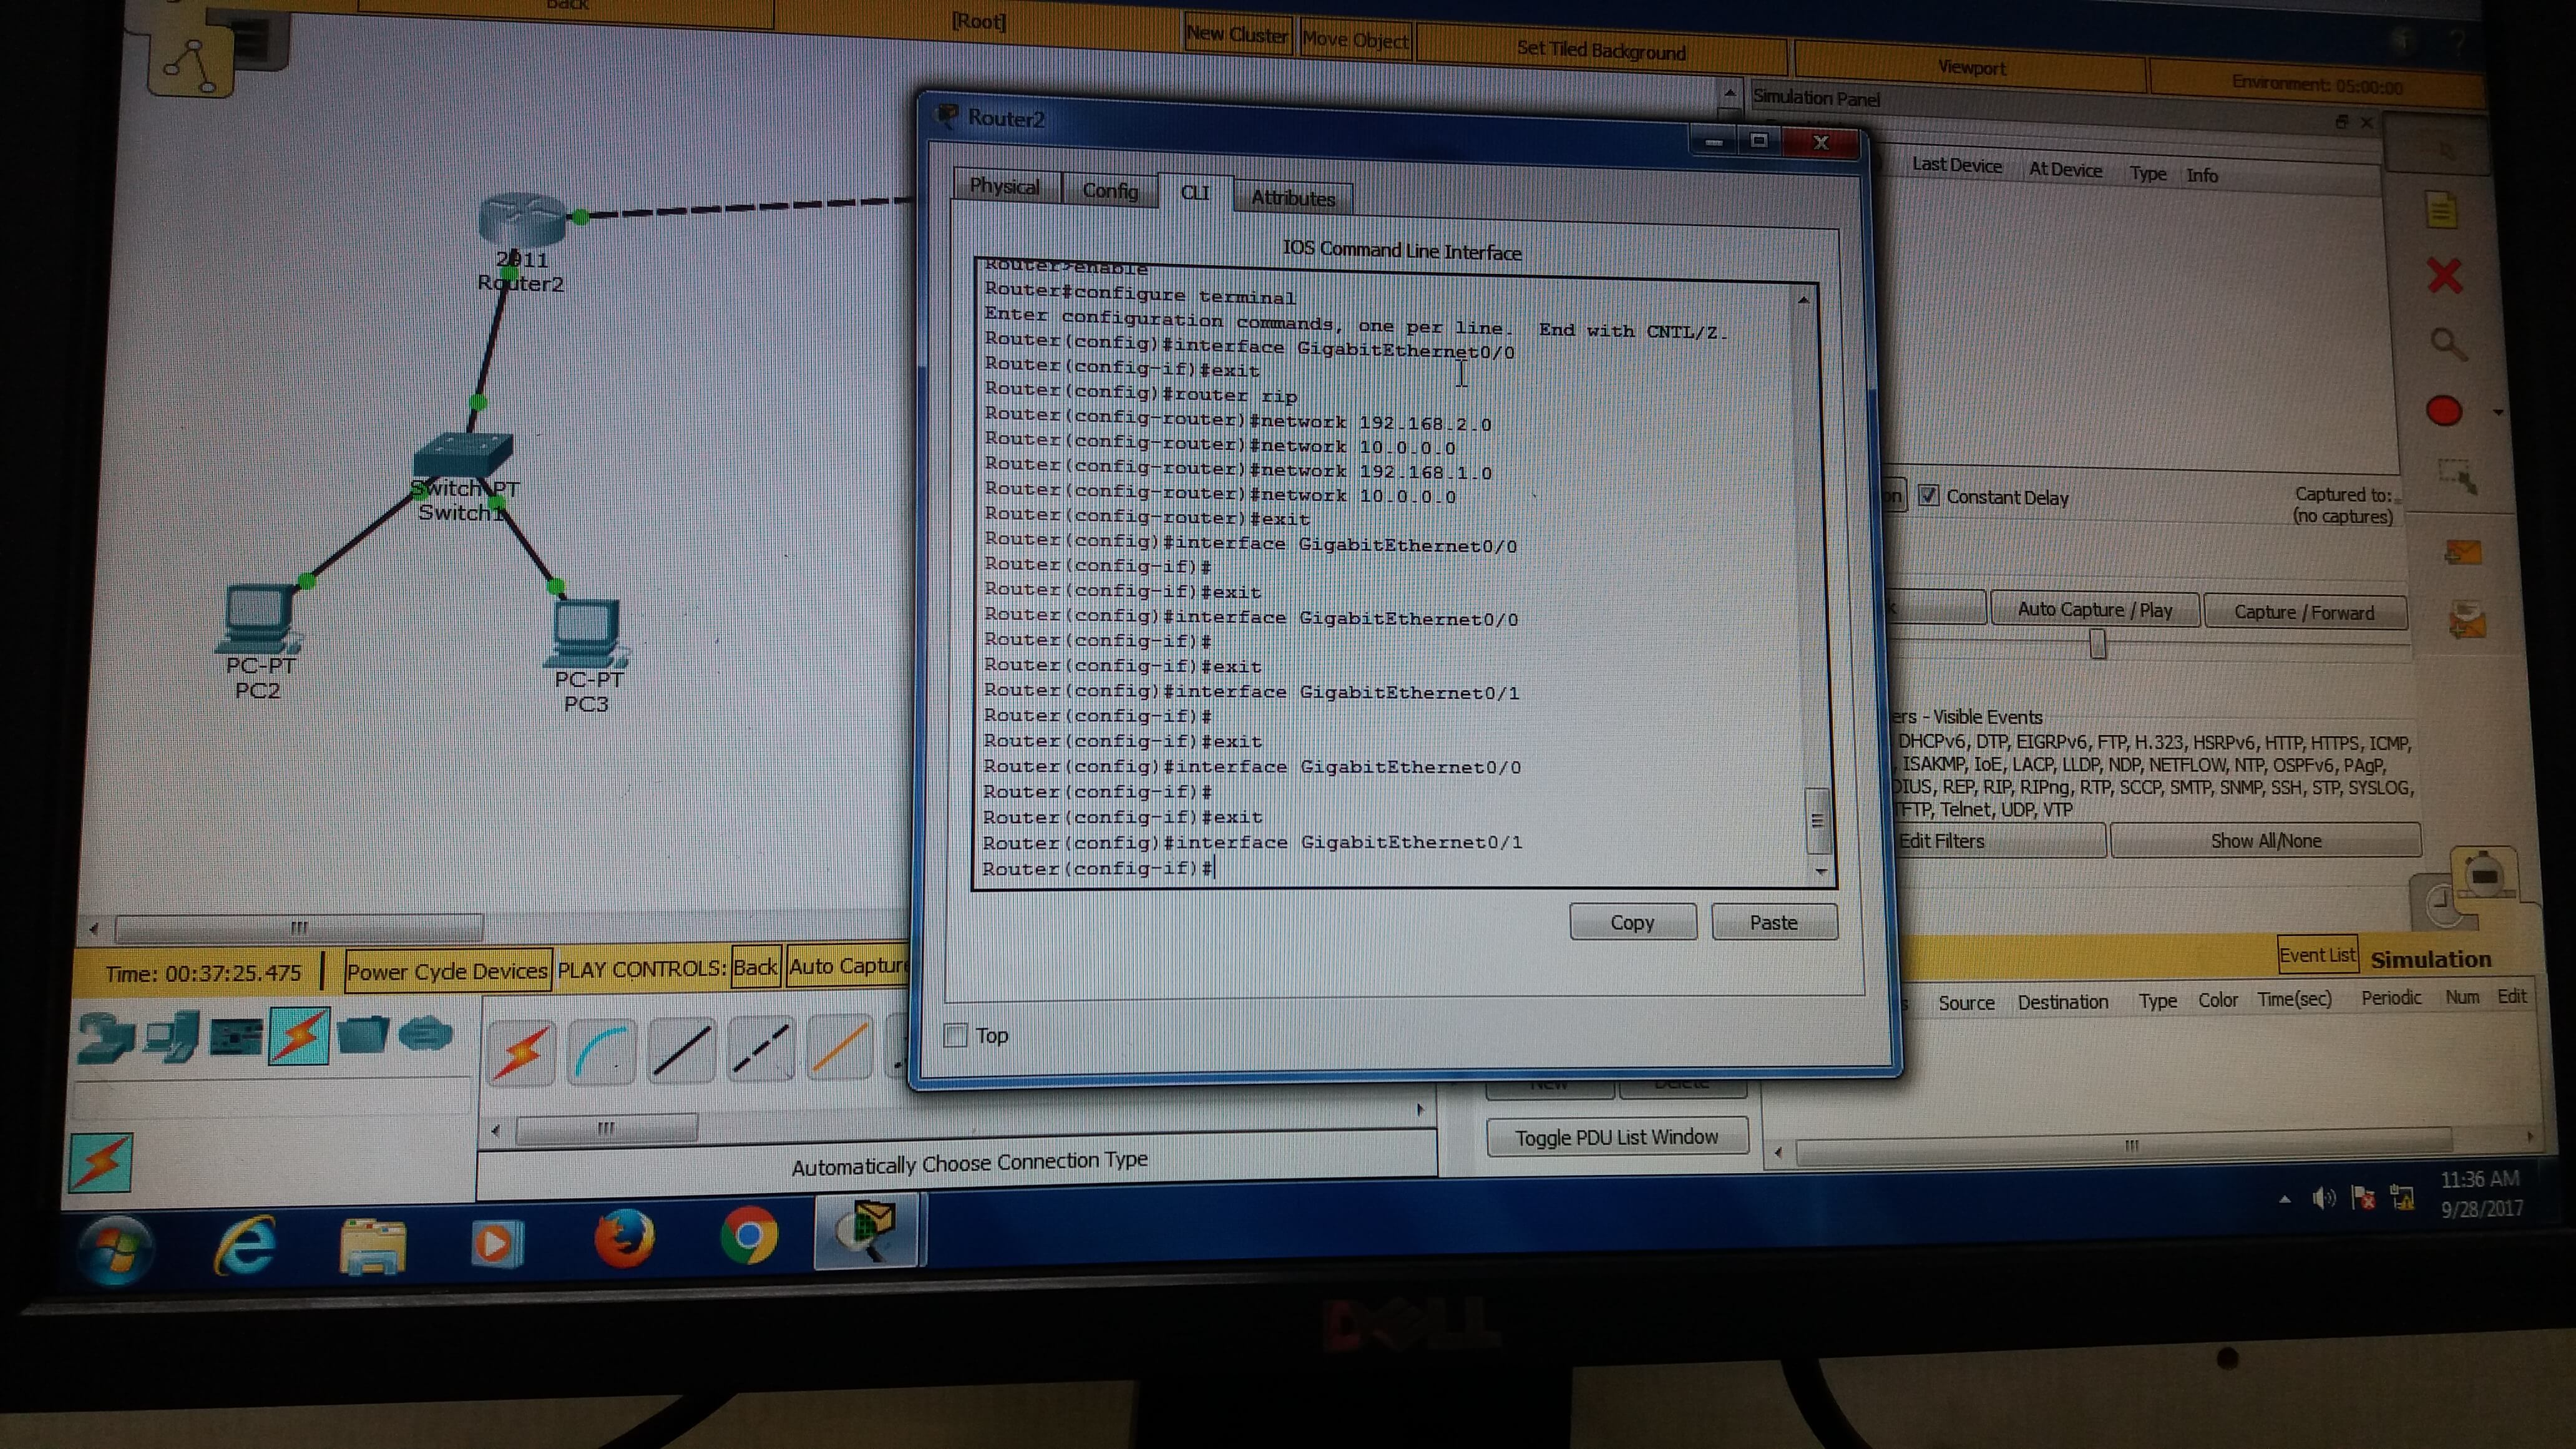 Back
[Root]
New Cluster
Move Object
Set Tiled Background
Viewport
Environment: 05:00:00
Simulation Panel
Last Device
At Device
Type
Info
2911
Router2
Switch-PT
Switch1
PC-PT
PC2
PC-PT
PC3
Router2
Physical
Config
CLI
Attributes
IOS Command Line Interface
Router>enable
Router#configure terminal
Enter configuration commands, one per line.  End with CNTL/Z.
Router(config)#interface GigabitEthernet0/0
Router(config-if)#exit
Router(config)#router rip
Router(config-router)#network 192.168.2.0
Router(config-router)#network 10.0.0.0
Router(config-router)#network 192.168.1.0
Router(config-router)#network 10.0.0.0
Router(config-router)#exit
Router(config)#interface GigabitEthernet0/0
Router(config-if)#
Router(config-if)#exit
Router(config)#interface GigabitEthernet0/0
Router(config-if)#
Router(config-if)#exit
Router(config)#interface GigabitEthernet0/1
Router(config-if)#
Router(config-if)#exit
Router(config)#interface GigabitEthernet0/0
Router(config-if)#
Router(config-if)#exit
Router(config)#interface GigabitEthernet0/1
Router(config-if)#
Copy
Paste
Top
on
Constant Delay
Captured to:
(no captures)
Auto Capture / Play
Capture / Forward
ers - Visible Events
DHCPv6, DTP, EIGRPv6, FTP, H.323, HSRPv6, HTTP, HTTPS, ICMP,
, ISAKMP, IoE, LACP, LLDP, NDP, NETFLOW, NTP, OSPFv6, PAgP,
DIUS, REP, RIP, RIPng, RTP, SCCP, SMTP, SNMP, SSH, STP, SYSLOG,
TFTP, Telnet, UDP, VTP
Edit Filters
Show All/None
Time: 00:37:25.475
Power Cycle Devices
PLAY CONTROLS:
Back
Auto Capture
Event List
Simulation
Source
Destination
Type
Color
Time(sec)
Periodic
Num
Edit
New
Delete
Toggle PDU List Window
Automatically Choose Connection Type
11:36 AM
9/28/2017
DELL